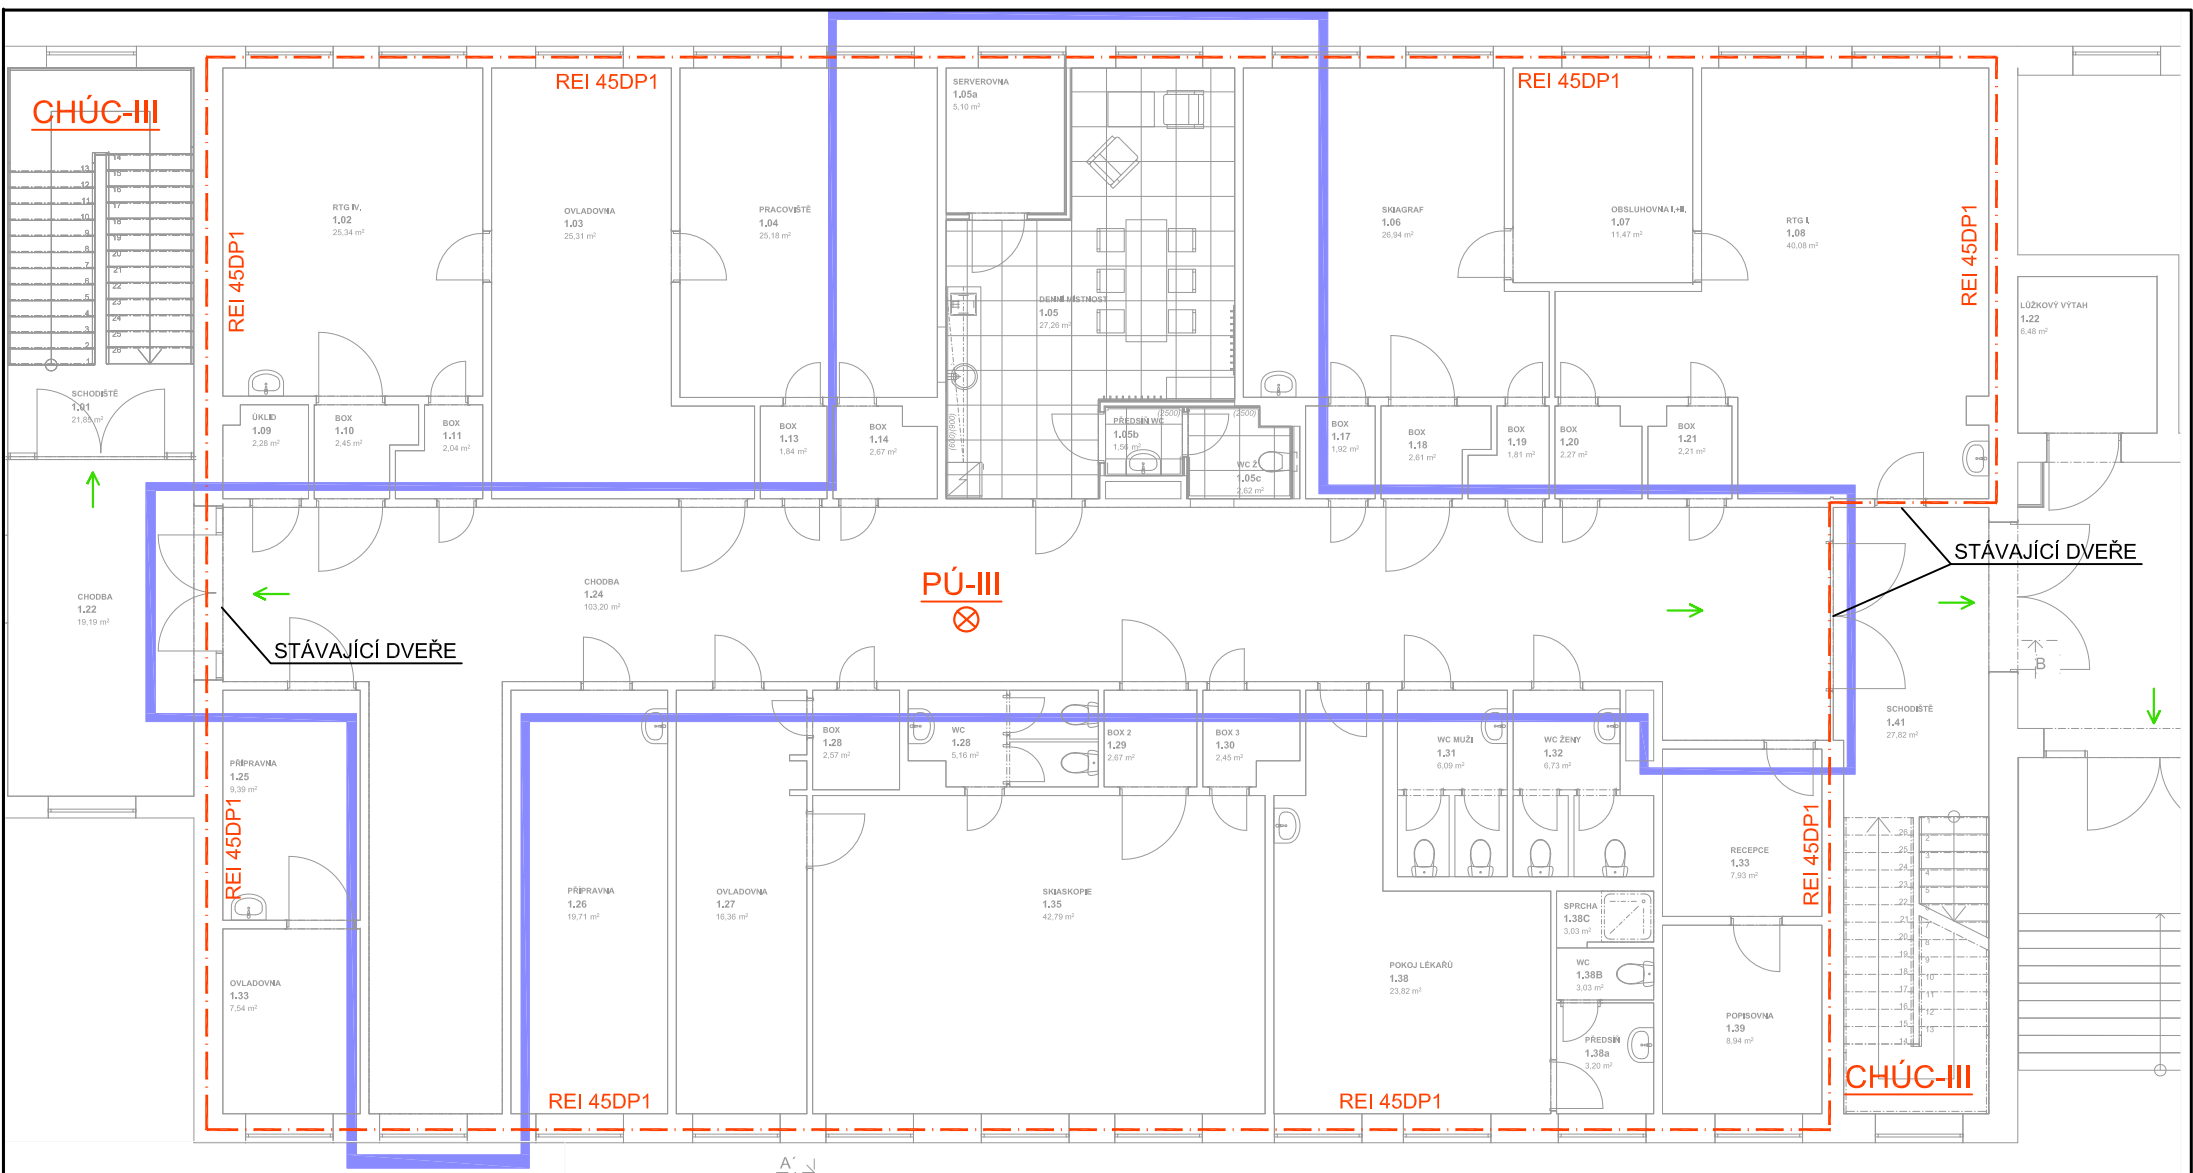 CHÚC-III
REI 45DP1
REI 45DP1
REI 45DP1
REI 45DP1
SERVEROVNA
1.05a
5,10 m²
RTG IV,
1.02
25,34 m²
OVLADOVNA
1.03
25,31 m²
PRACOVIŠTĚ
1.04
25,18 m²
DENNÍ MÍSTNOST
1.05
27,26 m²
SKIAGRAF
1.06
26,94 m²
OBSLUHOVNA I.+II.
1.07
11,47 m²
RTG I.
1.08
40,08 m²
LŮŽKOVÝ VÝTAH
1.22
6,48 m²
SCHODIŠTĚ
1.01
21,85 m²
ÚKLID
1.09
2,28 m²
BOX
1.10
2,45 m²
BOX
1.11
2,04 m²
BOX
1.13
1,84 m²
BOX
1.14
2,67 m²
(600)(900)
PŘEDSÍŇ WC
1.05b
1,56 m²
(2500)
(2500)
WC Ž
1.05c
2,62 m²
BOX
1.17
1,92 m²
BOX
1.18
2,61 m²
BOX
1.19
1,81 m²
BOX
1.20
2,27 m²
BOX
1.21
2,21 m²
STÁVAJÍCÍ DVEŘE
CHODBA
1.22
19,19 m²
CHODBA
1.24
103,20 m²
PÚ-III
STÁVAJÍCÍ DVEŘE
B
SCHODIŠTĚ
1.41
27,82 m²
PŘÍPRAVNA
1.25
9,39 m²
BOX
1.28
2,57 m²
WC
1.28
5,16 m²
BOX 2
1.29
2,67 m²
BOX 3
1.30
2,45 m²
WC MUŽI
1.31
6,09 m²
WC ŽENY
1.32
6,73 m²
REI 45DP1
REI 45DP1
RECEPCE
1.33
7,93 m²
PŘÍPRAVNA
1.26
19,71 m²
OVLADOVNA
1.27
16,36 m²
SKIASKOPIE
1.35
42,79 m²
SPRCHA
1.38C
3,03 m²
POKOJ LÉKAŘŮ
1.38
23,82 m²
WC
1.38B
3,03 m²
OVLADOVNA
1.33
7,54 m²
PŘEDSÍŇ
1.38a
3,20 m²
POPISOVNA
1.39
8,94 m²
CHÚC-III
REI 45DP1
REI 45DP1
A´